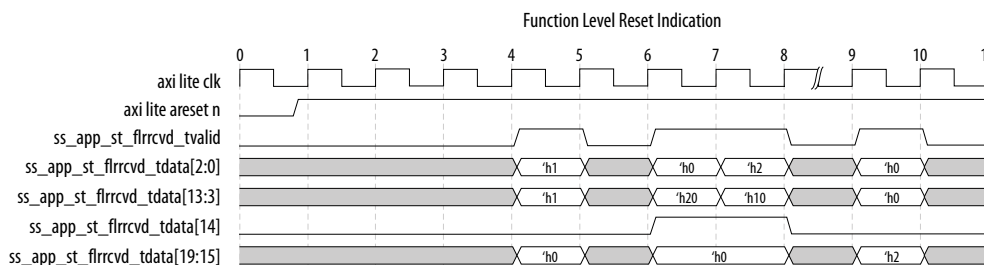 Function Level Reset Indication
0 1 2 3 4 5 6 7 8 9 10 11
axi lite clk
axi lite areset n
ss_app_st_flrrcvd_tvalid
ss_app_st_flrrcvd_tdata[2:0] ‘h1 ‘h0 ‘h2 ‘h0
ss_app_st_flrrcvd_tdata[13:3] ‘h1 ‘h20 ‘h10 ‘h0
ss_app_st_flrrcvd_tdata[14]
ss_app_st_flrrcvd_tdata[19:15] ‘h0 ‘h0 ‘h2